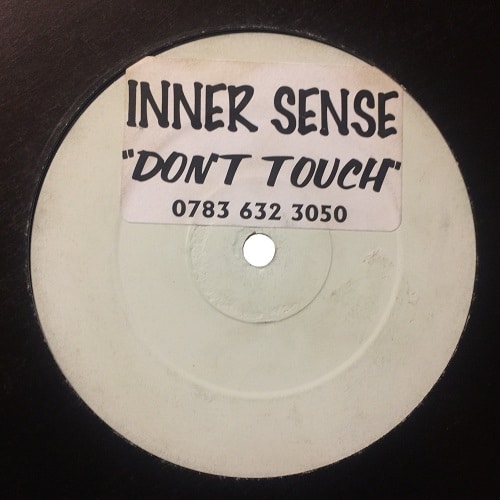 INNER SENSE
"DON'T TOUCH"
0783 632 3050